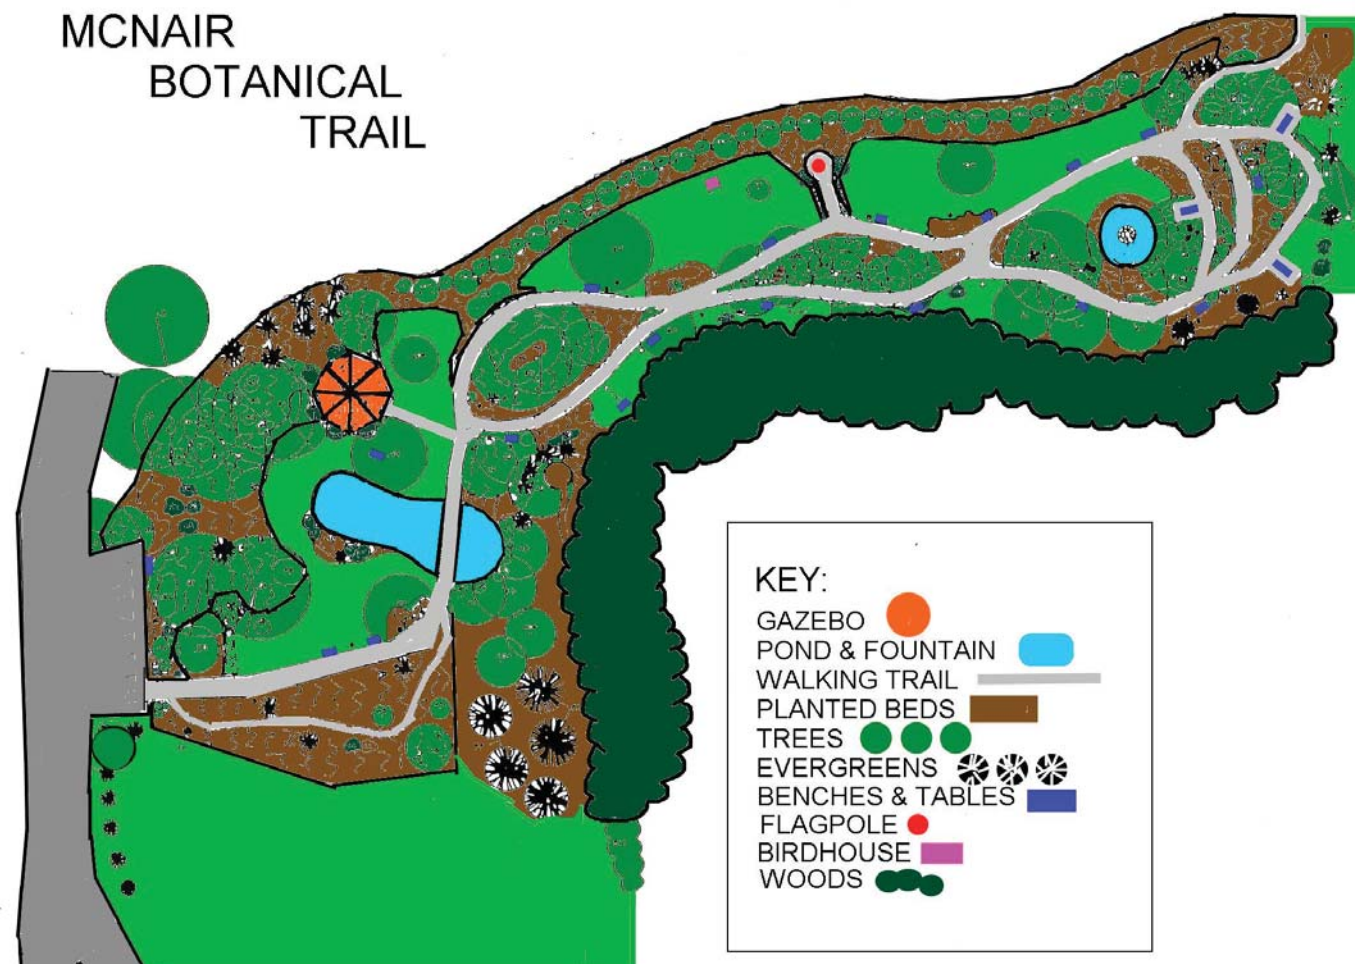 MCNAIR
BOTANICAL
TRAIL
KEY:
GAZEBO
POND & FOUNTAIN
WALKING TRAIL
PLANTED BEDS
TREES
EVERGREENS
BENCHES & TABLES
FLAGPOLE
BIRDHOUSE
WOODS